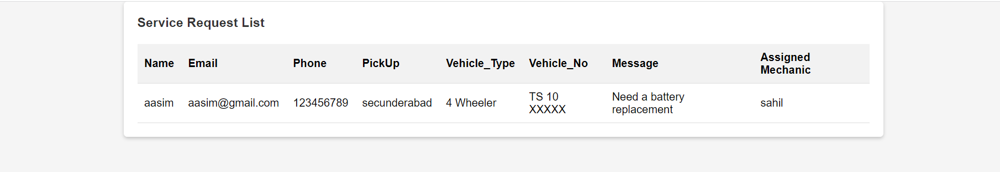 Service Request List
Name Email Phone PickUp Vehicle_Type Vehicle_No Message Assigned Mechanic
aasim aasim@gmail.com 123456789 secunderabad 4 Wheeler TS 10 XXXXX Need a battery replacement sahil